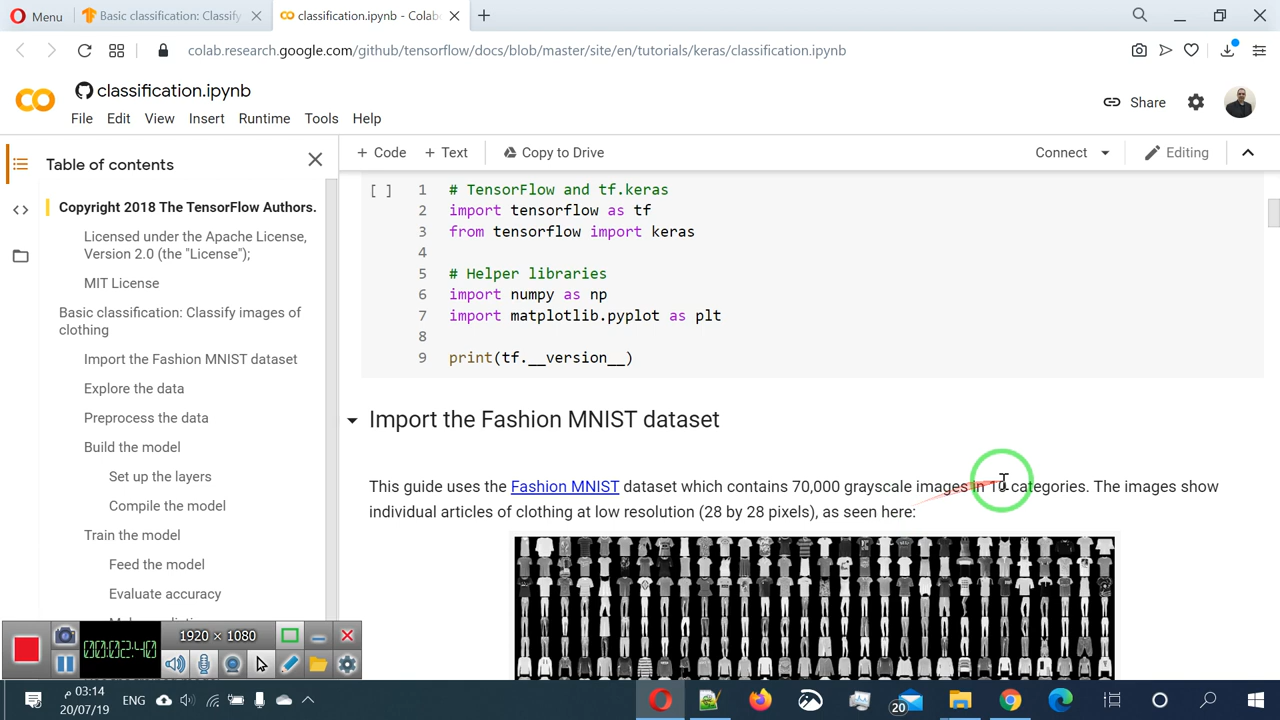 Menu
Basic classification: Classify
classification.ipynb - Colab
colab.research.google.com/github/tensorflow/docs/blob/master/site/en/tutorials/keras/classification.ipynb
classification.ipynb
Share
File Edit View Insert Runtime Tools Help
Table of contents
+ Code + Text Copy to Drive Connect Editing
Copyright 2018 The TensorFlow Authors.
Licensed under the Apache License,
Version 2.0 (the "License");
MIT License
Basic classification: Classify images of
clothing
Import the Fashion MNIST dataset
Explore the data
Preprocess the data
Build the model
Set up the layers
Compile the model
Train the model
Feed the model
Evaluate accuracy
[ ] 1 # TensorFlow and tf.keras
2 import tensorflow as tf
3 from tensorflow import keras
4
5 # Helper libraries
6 import numpy as np
7 import matplotlib.pyplot as plt
8
9 print(tf.__version__)
Import the Fashion MNIST dataset
This guide uses the Fashion MNIST dataset which contains 70,000 grayscale images in 10 categories. The images show
individual articles of clothing at low resolution (28 by 28 pixels), as seen here:
00:02:40
1920 × 1080
ENG
03:14 م
20/07/19
20